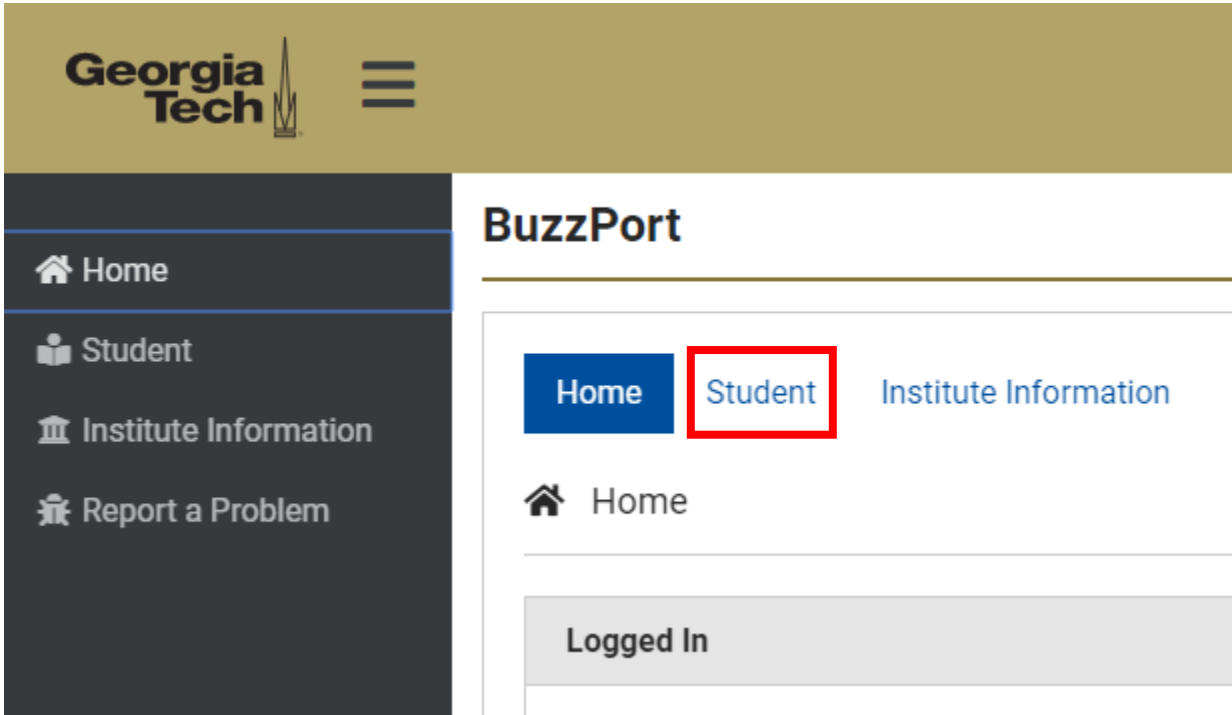 Georgia
Tech
BuzzPort
Home
Student
Institute Information
Report a Problem
Home Student Institute Information
Home
Logged In